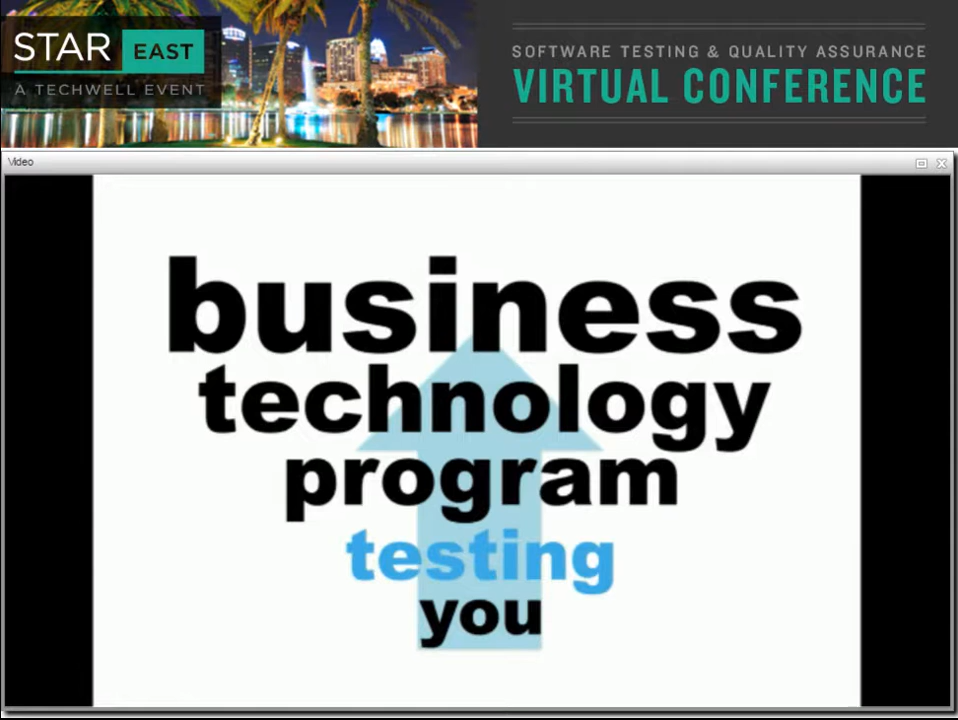 STAR EAST
A TECHWELL EVENT
SOFTWARE TESTING & QUALITY ASSURANCE
VIRTUAL CONFERENCE
Video
business
technology
program
testing
you